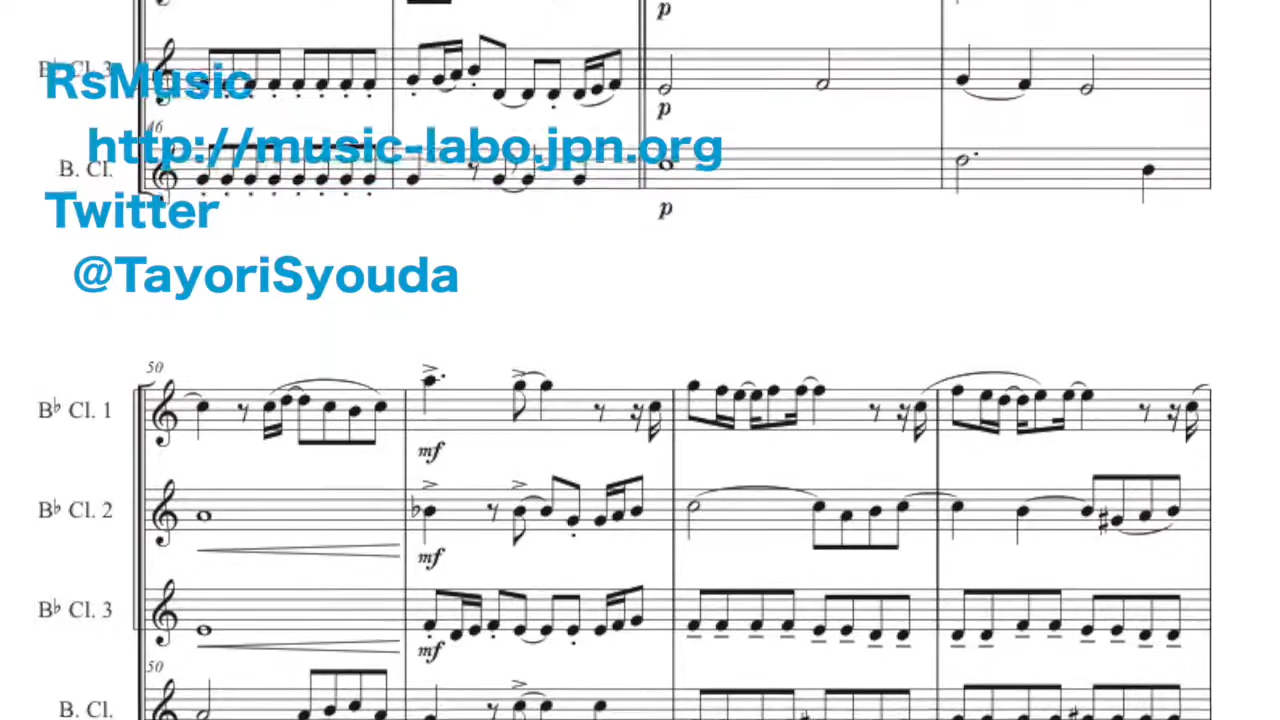 p
p
B♭ Cl. 3
RsMusic
p
46
http://music-labo.jpn.org
B. Cl.
Twitter
p
@TayoriSyouda
50
B♭ Cl. 1
mf
B♭ Cl. 2
mf
B♭ Cl. 3
mf
50
B. Cl.